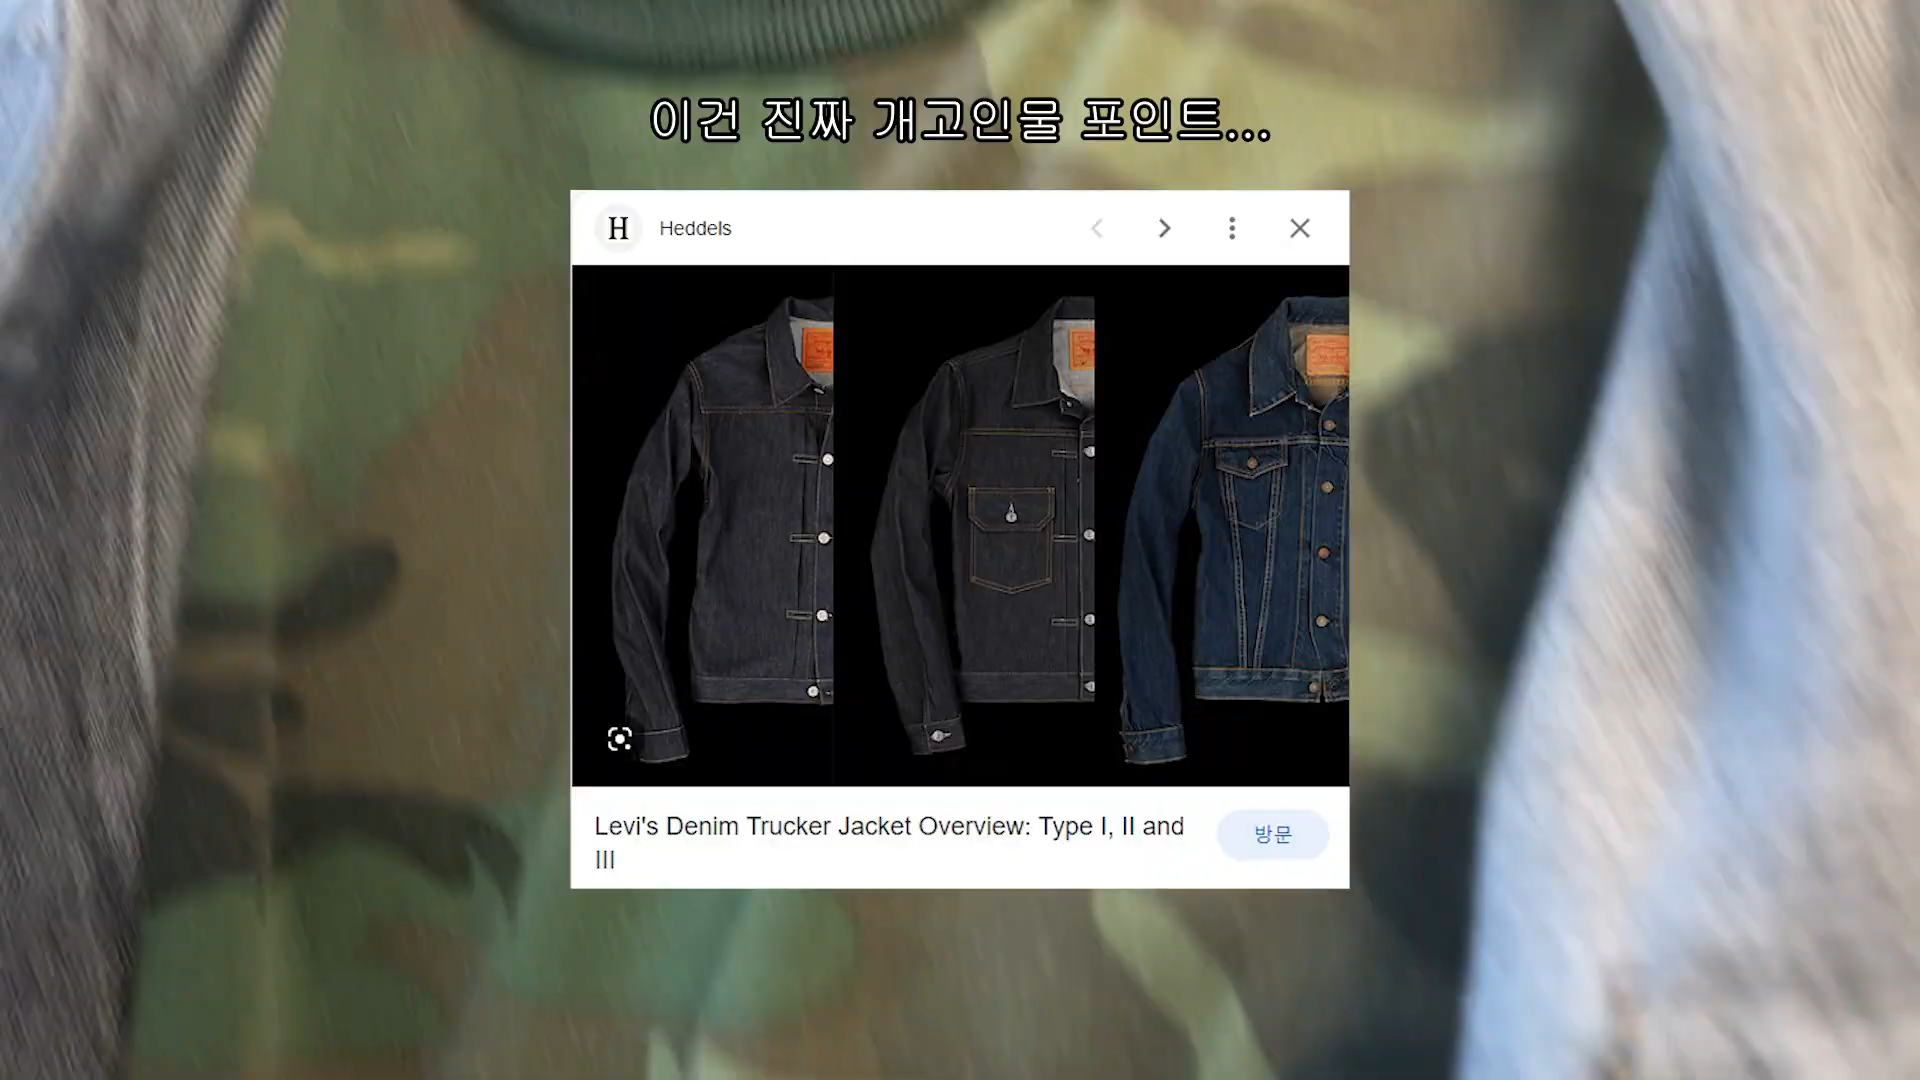 이건 진짜 개고인물 포인트...
H Heddels
Levi's Denim Trucker Jacket Overview: Type I, II and
III
방문